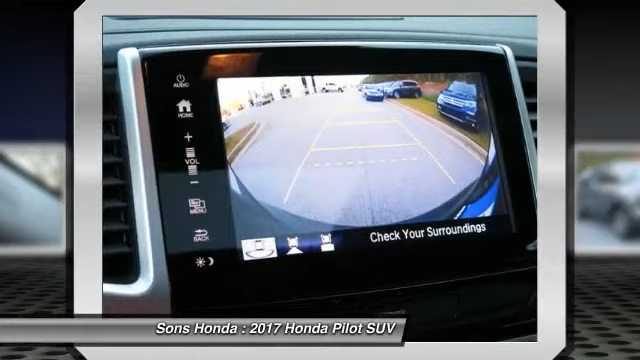 AUDIO
HOME
+
VOL
−
MENU
BACK
Check Your Surroundings
Sons Honda : 2017 Honda Pilot SUV